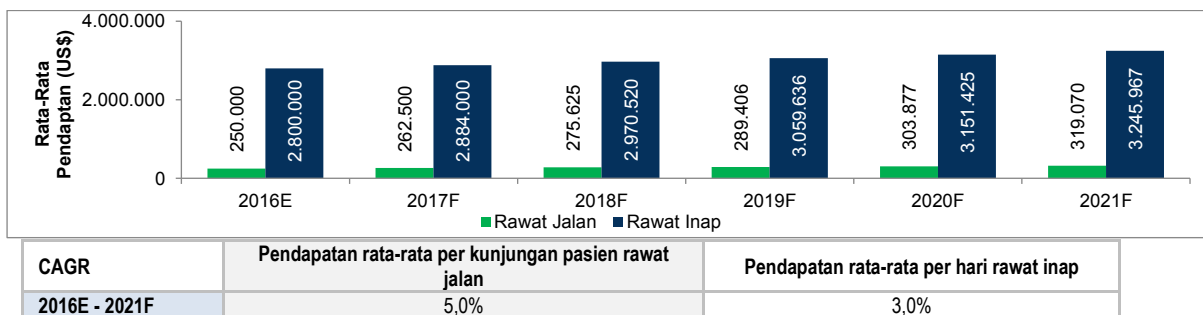 4.000.000
2.000.000
0
Rata-Rata
Pendaptan (US$)
250.000
2.800.000
262.500
2.884.000
275.625
2.970.520
289.406
3.059.636
303.877
3.151.425
319.070
3.245.967
2016E 2017F 2018F 2019F 2020F 2021F
Rawat Jalan Rawat Inap
CAGR
Pendapatan rata-rata per kunjungan pasien rawat
jalan
Pendapatan rata-rata per hari rawat inap
2016E - 2021F 5,0% 3,0%